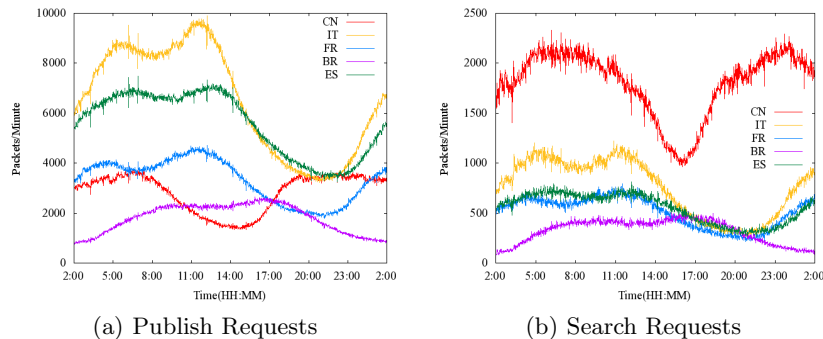 10000
8000
6000
4000
2000
0
Packets/Minute
CN
IT
FR
BR
ES
2:00 5:00 8:00 11:00 14:00 17:00 20:00 23:00 2:00
Time(HH:MM)
(a) Publish Requests
2500
2000
1500
1000
500
0
Packets/Minute
CN
IT
FR
BR
ES
2:00 5:00 8:00 11:00 14:00 17:00 20:00 23:00 2:00
Time(HH:MM)
(b) Search Requests